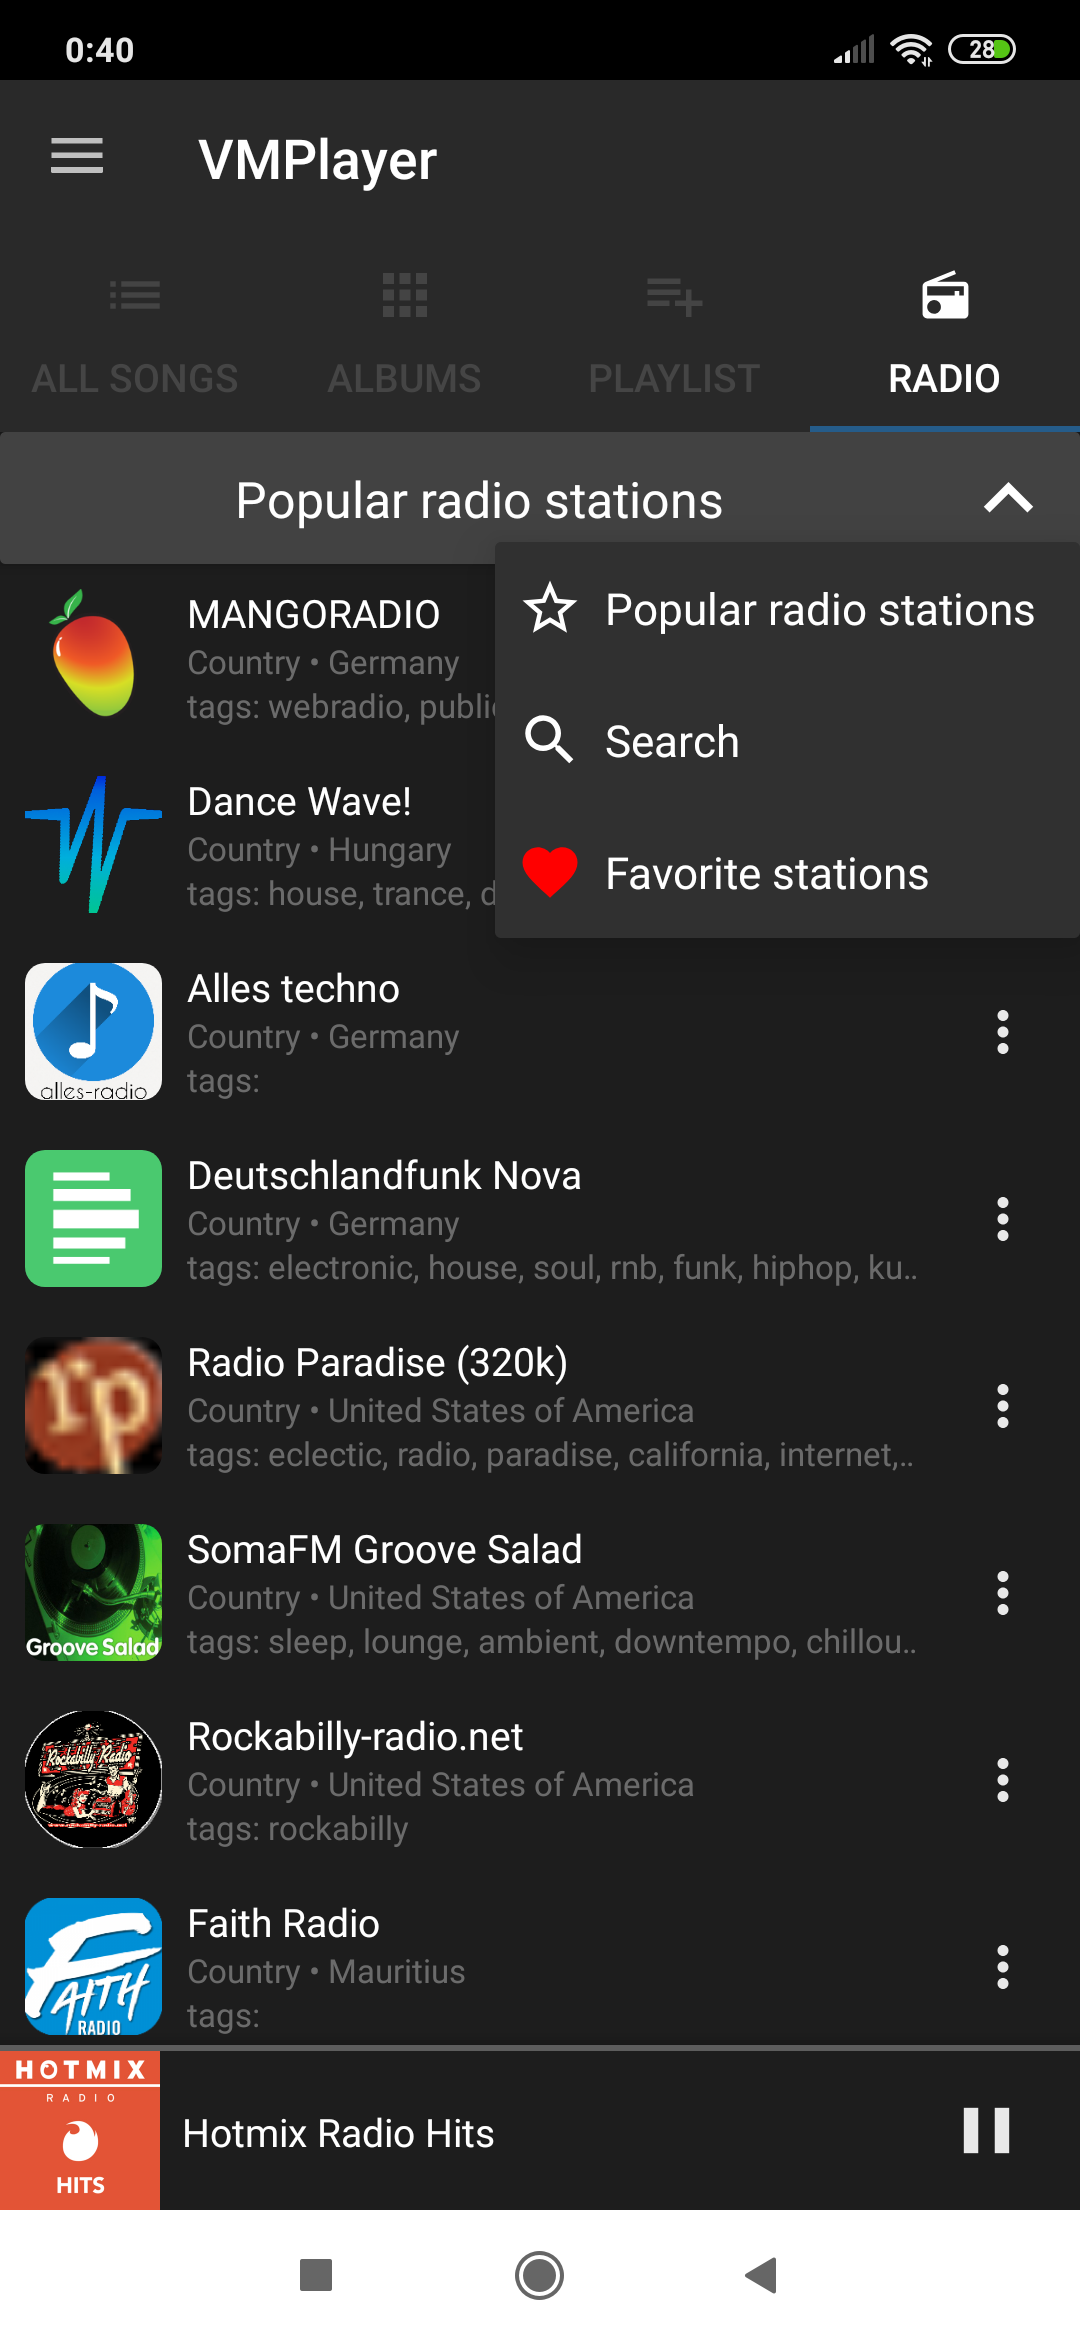 0:40
28
VMPlayer
ALL SONGS
ALBUMS
PLAYLIST
RADIO
Popular radio stations
Popular radio stations
Search
Favorite stations
MANGORADIO
Country • Germany
tags: webradio, public
Dance Wave!
Country • Hungary
tags: house, trance, d
alles-radio
Alles techno
Country • Germany
tags:
Deutschlandfunk Nova
Country • Germany
tags: electronic, house, soul, rnb, funk, hiphop, ku..
rp
Radio Paradise (320k)
Country • United States of America
tags: eclectic, radio, paradise, california, internet,..
Groove Salad
SomaFM Groove Salad
Country • United States of America
tags: sleep, lounge, ambient, downtempo, chillou..
Rockabilly Radio
Rockabilly-radio.net
Country • United States of America
tags: rockabilly
FAITH
RADIO
Faith Radio
Country • Mauritius
tags:
HOTMIX
RADIO
HITS
Hotmix Radio Hits